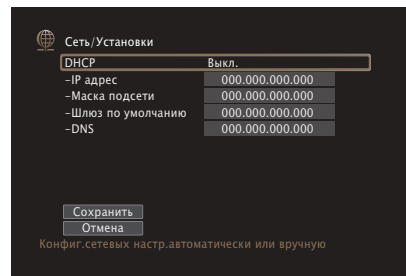 Сеть/Установки
DHCP Выкл.
–IP адрес 000.000.000.000
–Маска подсети 000.000.000.000
–Шлюз по умолчанию 000.000.000.000
–DNS 000.000.000.000
Сохранить
Отмена
Конфиг.сетевых настр.автоматически или вручную